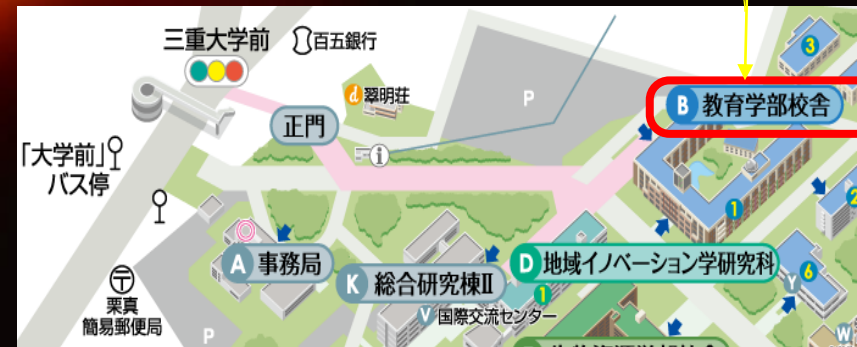 三重大学前
百五銀行
d 翠明荘
P
3
B 教育学部校舎
正門
i
「大学前」
バス停
1
2
A 事務局
K 総合研究棟Ⅱ
D 地域イノベーション学研究科
1
6
Y
V 国際交流センター
栗真
簡易郵便局
P
W